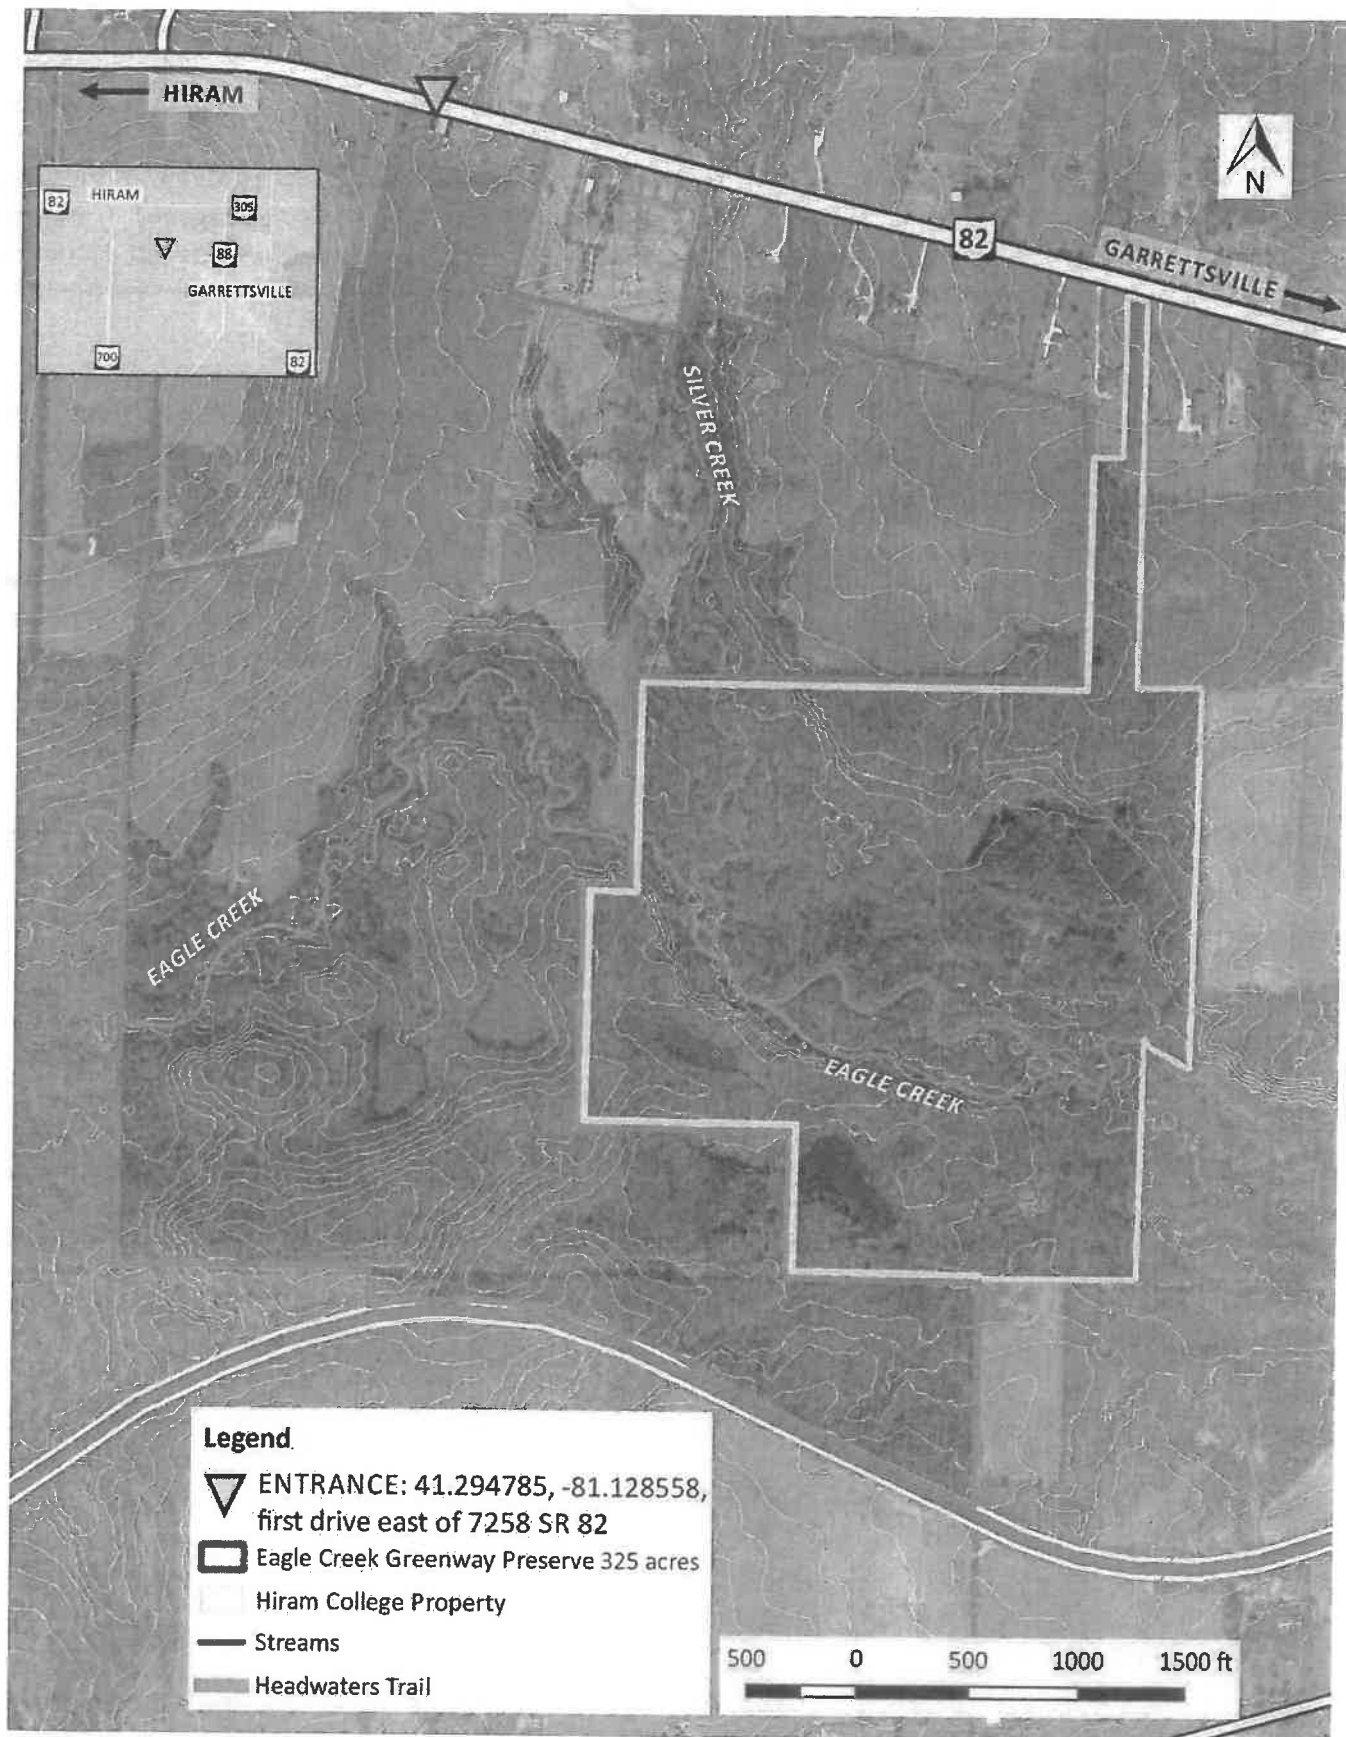 HIRAM
82
HIRAM
305
88
GARRETTSVILLE
700
82
N
82
GARRETTSVILLE
SILVER CREEK
EAGLE CREEK
EAGLE CREEK
Legend
ENTRANCE: 41.294785, -81.128558,
first drive east of 7258 SR 82
Eagle Creek Greenway Preserve 325 acres
Hiram College Property
Streams
Headwaters Trail
500 0 500 1000 1500 ft